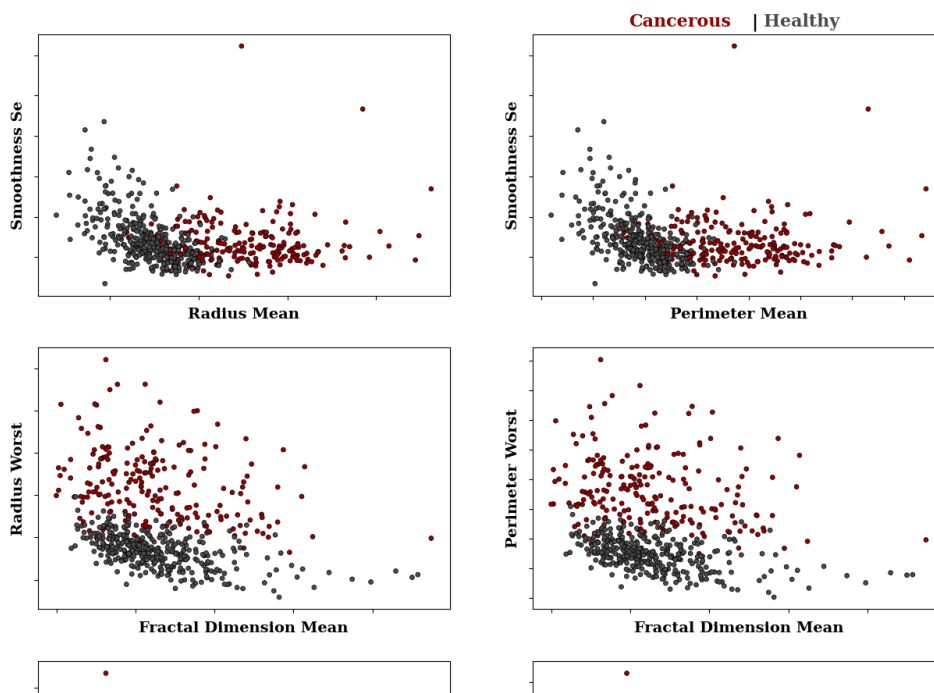 Cancerous | Healthy
Smoothness Se
Radius Mean
Smoothness Se
Perimeter Mean
Radius Worst
Fractal Dimension Mean
Perimeter Worst
Fractal Dimension Mean